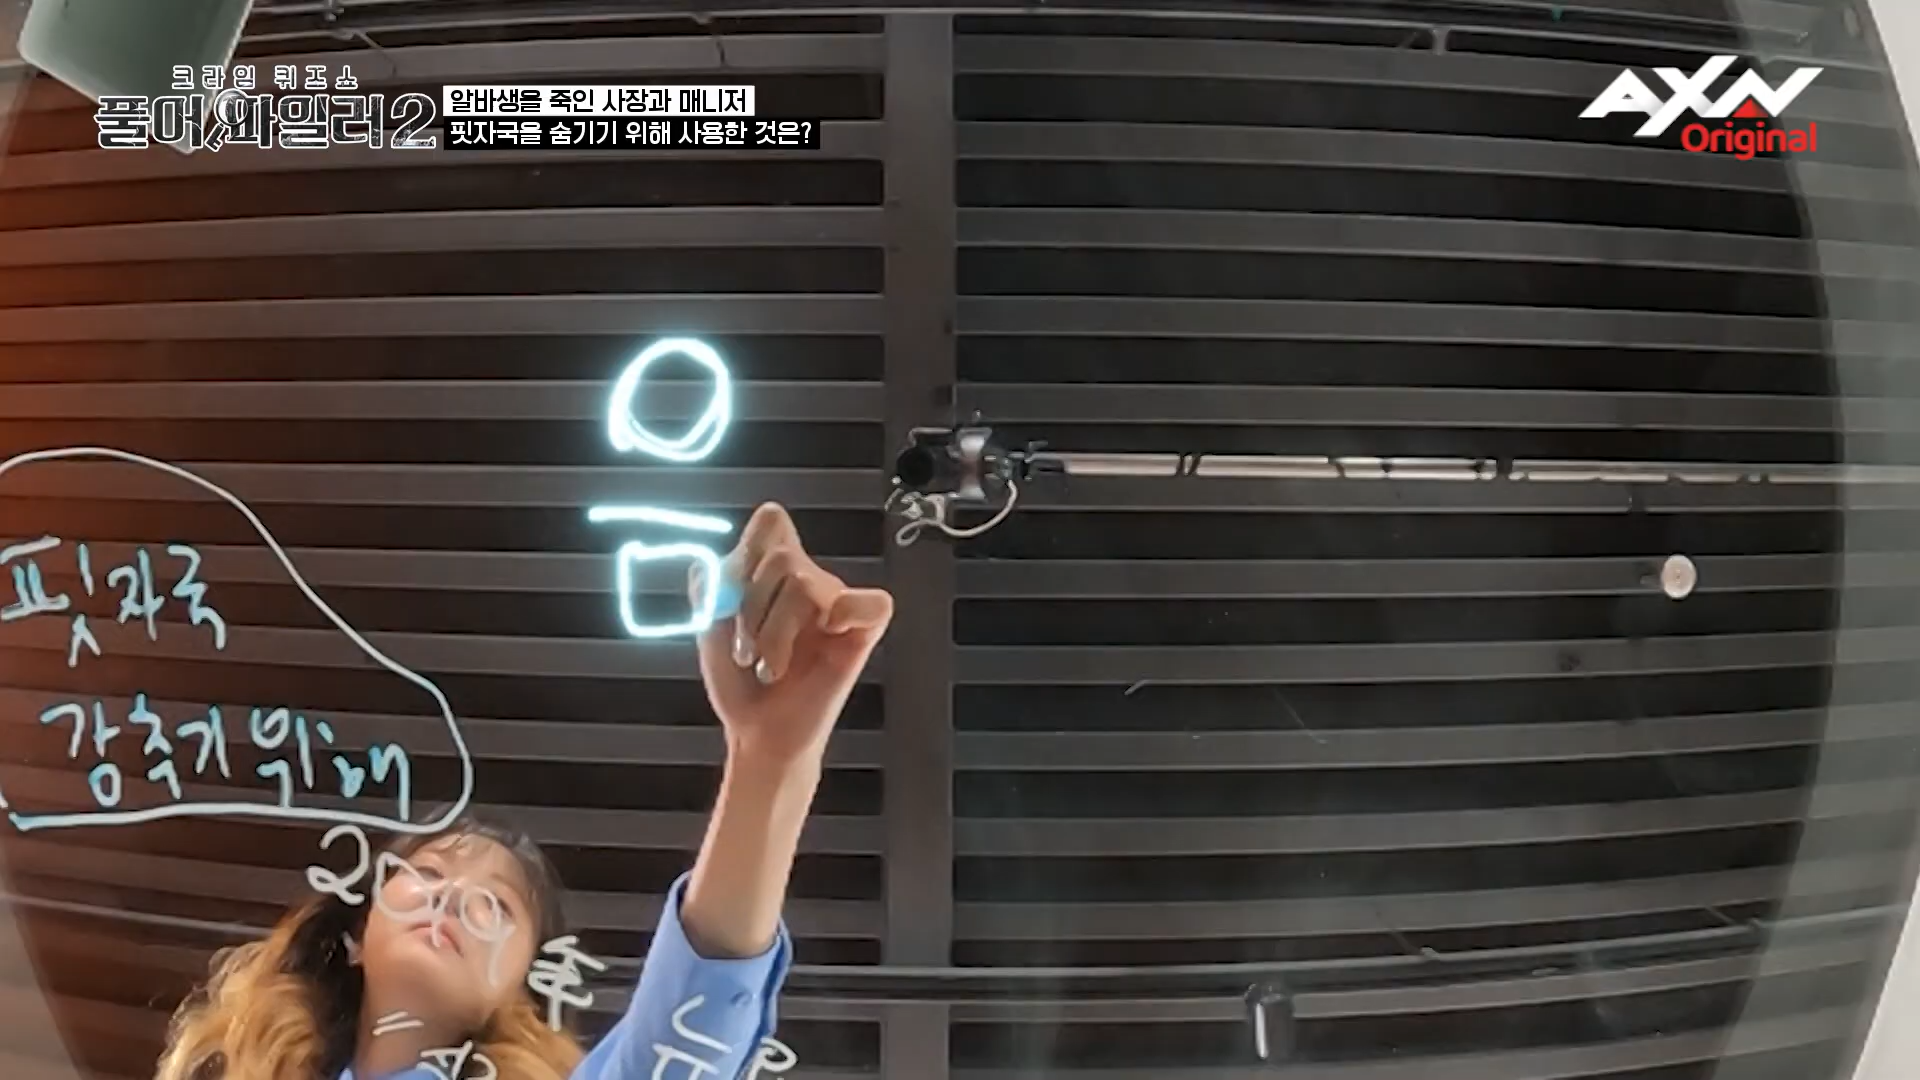 크라임 퀴즈쇼
풀어파일러2
알바생을 죽인 사장과 매니저
핏자국을 숨기기 위해 사용한 것은?
AXN
Original
음
핏자국
감추기 위해